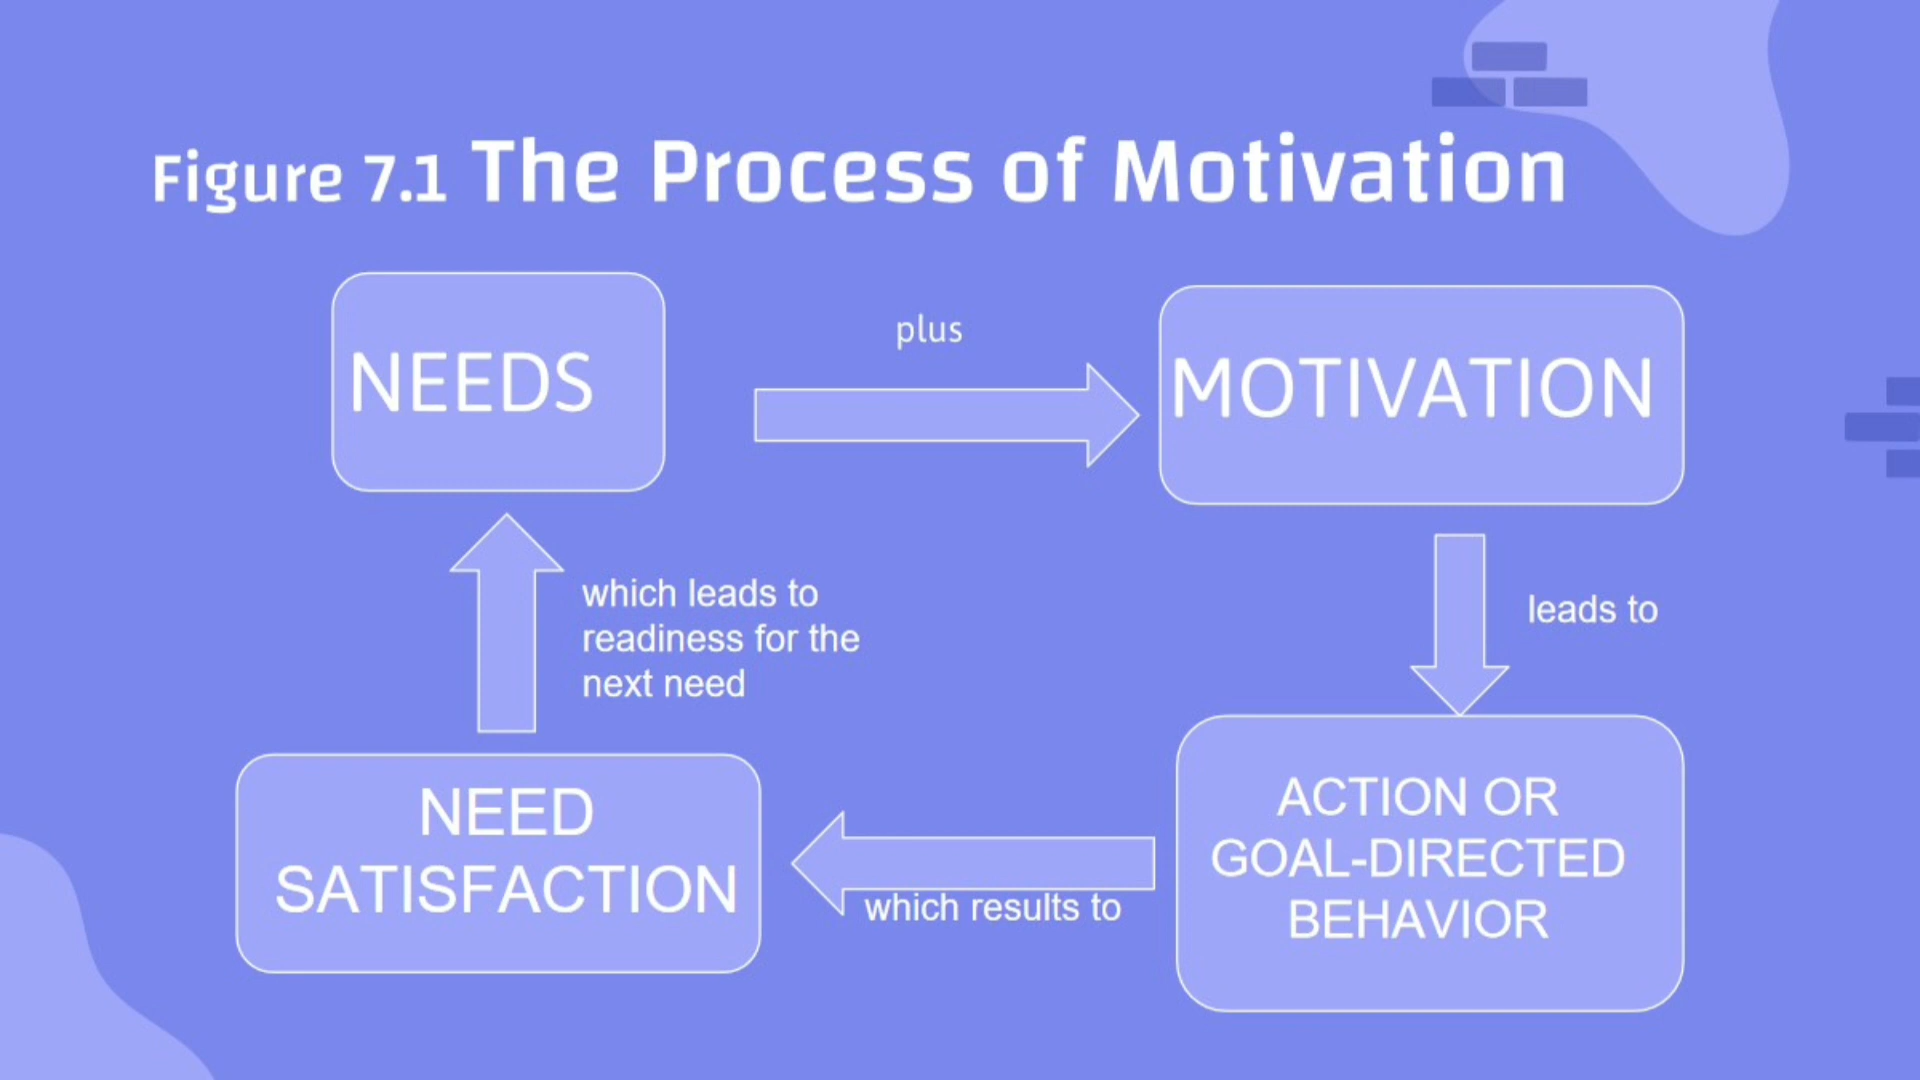 Figure 7.1 The Process of Motivation
NEEDS
plus
MOTIVATION
leads to
ACTION OR
GOAL-DIRECTED
BEHAVIOR
which results to
NEED
SATISFACTION
which leads to
readiness for the
next need